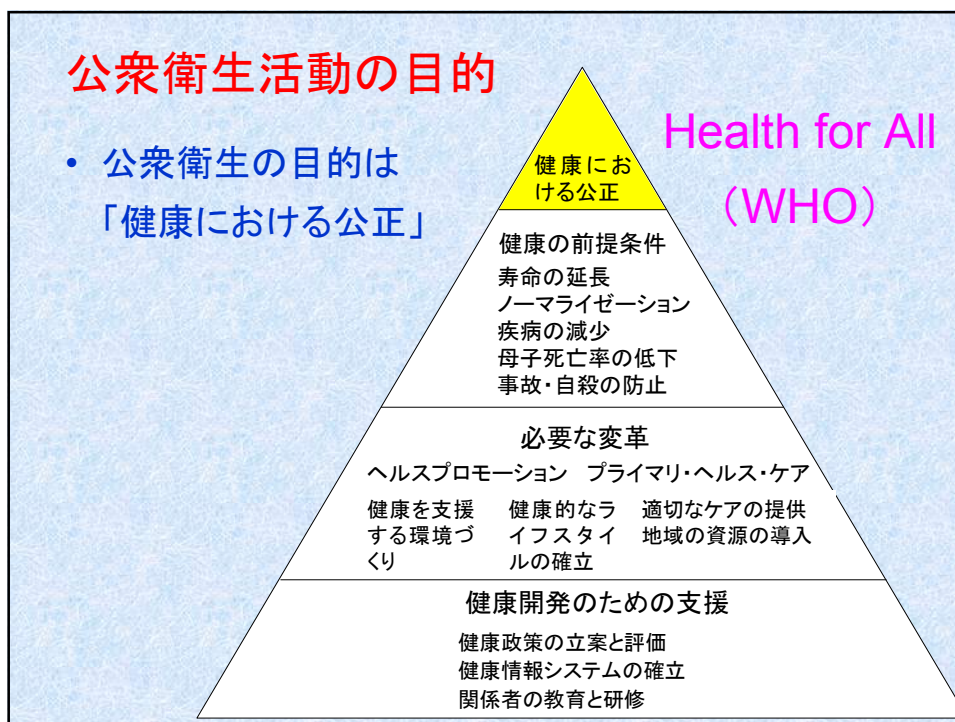 公衆衛生活動の目的
• 公衆衛生の目的は
「健康における公正」
Health for All
（WHO）
健康にお
ける公正
健康の前提条件
寿命の延長
ノーマライゼーション
疾病の減少
母子死亡率の低下
事故・自殺の防止
必要な変革
ヘルスプロモーション　プライマリ・ヘルス・ケア
健康を支援
する環境づ
くり
健康的なラ
イフスタイ
ルの確立
適切なケアの提供
地域の資源の導入
健康開発のための支援
健康政策の立案と評価
健康情報システムの確立
関係者の教育と研修